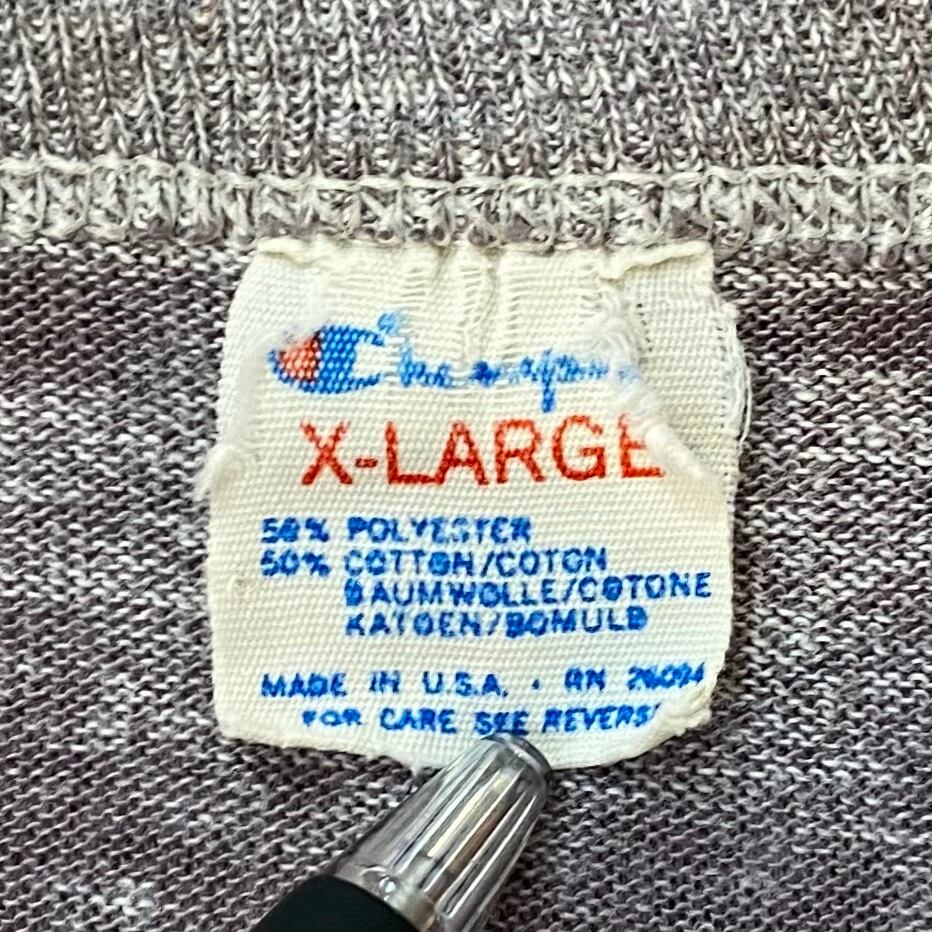 Champion
X-LARGE
50% POLYESTER
50% COTTON/COTON
BAUMWOLLE/COTONE
KATOEN/BOMULD
MADE IN U.S.A. • RN 26094
FOR CARE SEE REVERSE